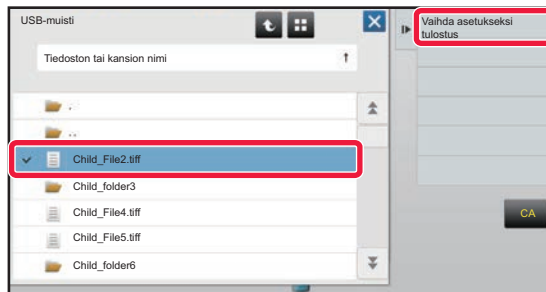 USB-muisti
Vaihda asetukseksi
tulostus
Tiedoston tai kansion nimi
.
..
Child_File2.tiff
Child_folder3
Child_File4.tiff
Child_File5.tiff
Child_folder6
CA